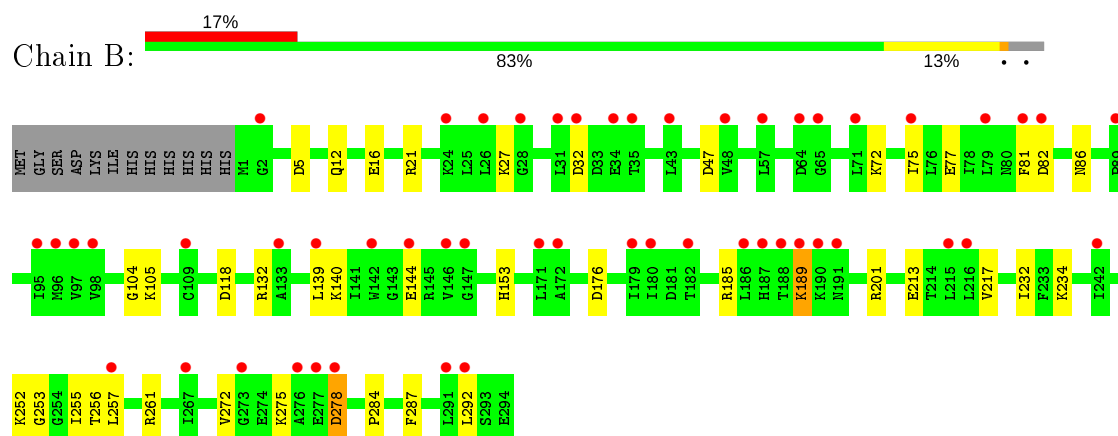 17%
Chain B:
83% 13% • •
MET GLY SER ASP LYS ILE HIS HIS HIS HIS HIS HIS M1 G2 D5 Q12 E16 R21 K24 L25 L26 K27 G28 L31 D32 D33 E34 T35 L43 D47 V48 L57 D64 G65 L71 K72 I75 L76 E77 I78 L79 N80 F81 D82 N86
I95 M96 V97 V98 G104 K105 C109 D118 R132 A133 L139 K140 I141 W142 G143 E144 R145 V146 G147 H153 L171 A172 D176 I179 I180 D181 T182 R185 L186 H187 T188 K189 K190 N191 R201 E213 T214 L215 L216 V217 I232 F233 K234 I242
K252 G253 G254 I255 T256 L257 R261 I267 V272 G273 E274 K275 A276 E277 D278 P284 F287 L291 L292 S293 E294